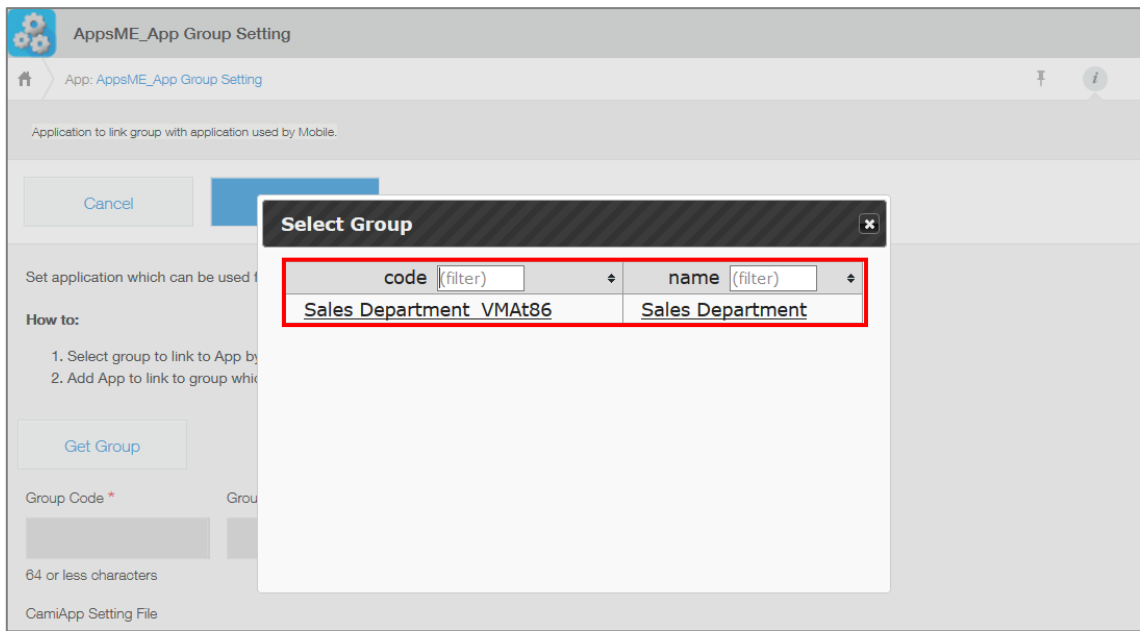 AppsME_App Group Setting
App: AppsME_App Group Setting
Application to link group with application used by Mobile.
Cancel
Select Group
Set application which can be used f
code (filter) name (filter)
Sales Department_VMAt86 Sales Department
How to:
1. Select group to link to App by
2. Add App to link to group whic
Get Group
Group Code * Grou
64 or less characters
CamiApp Setting File